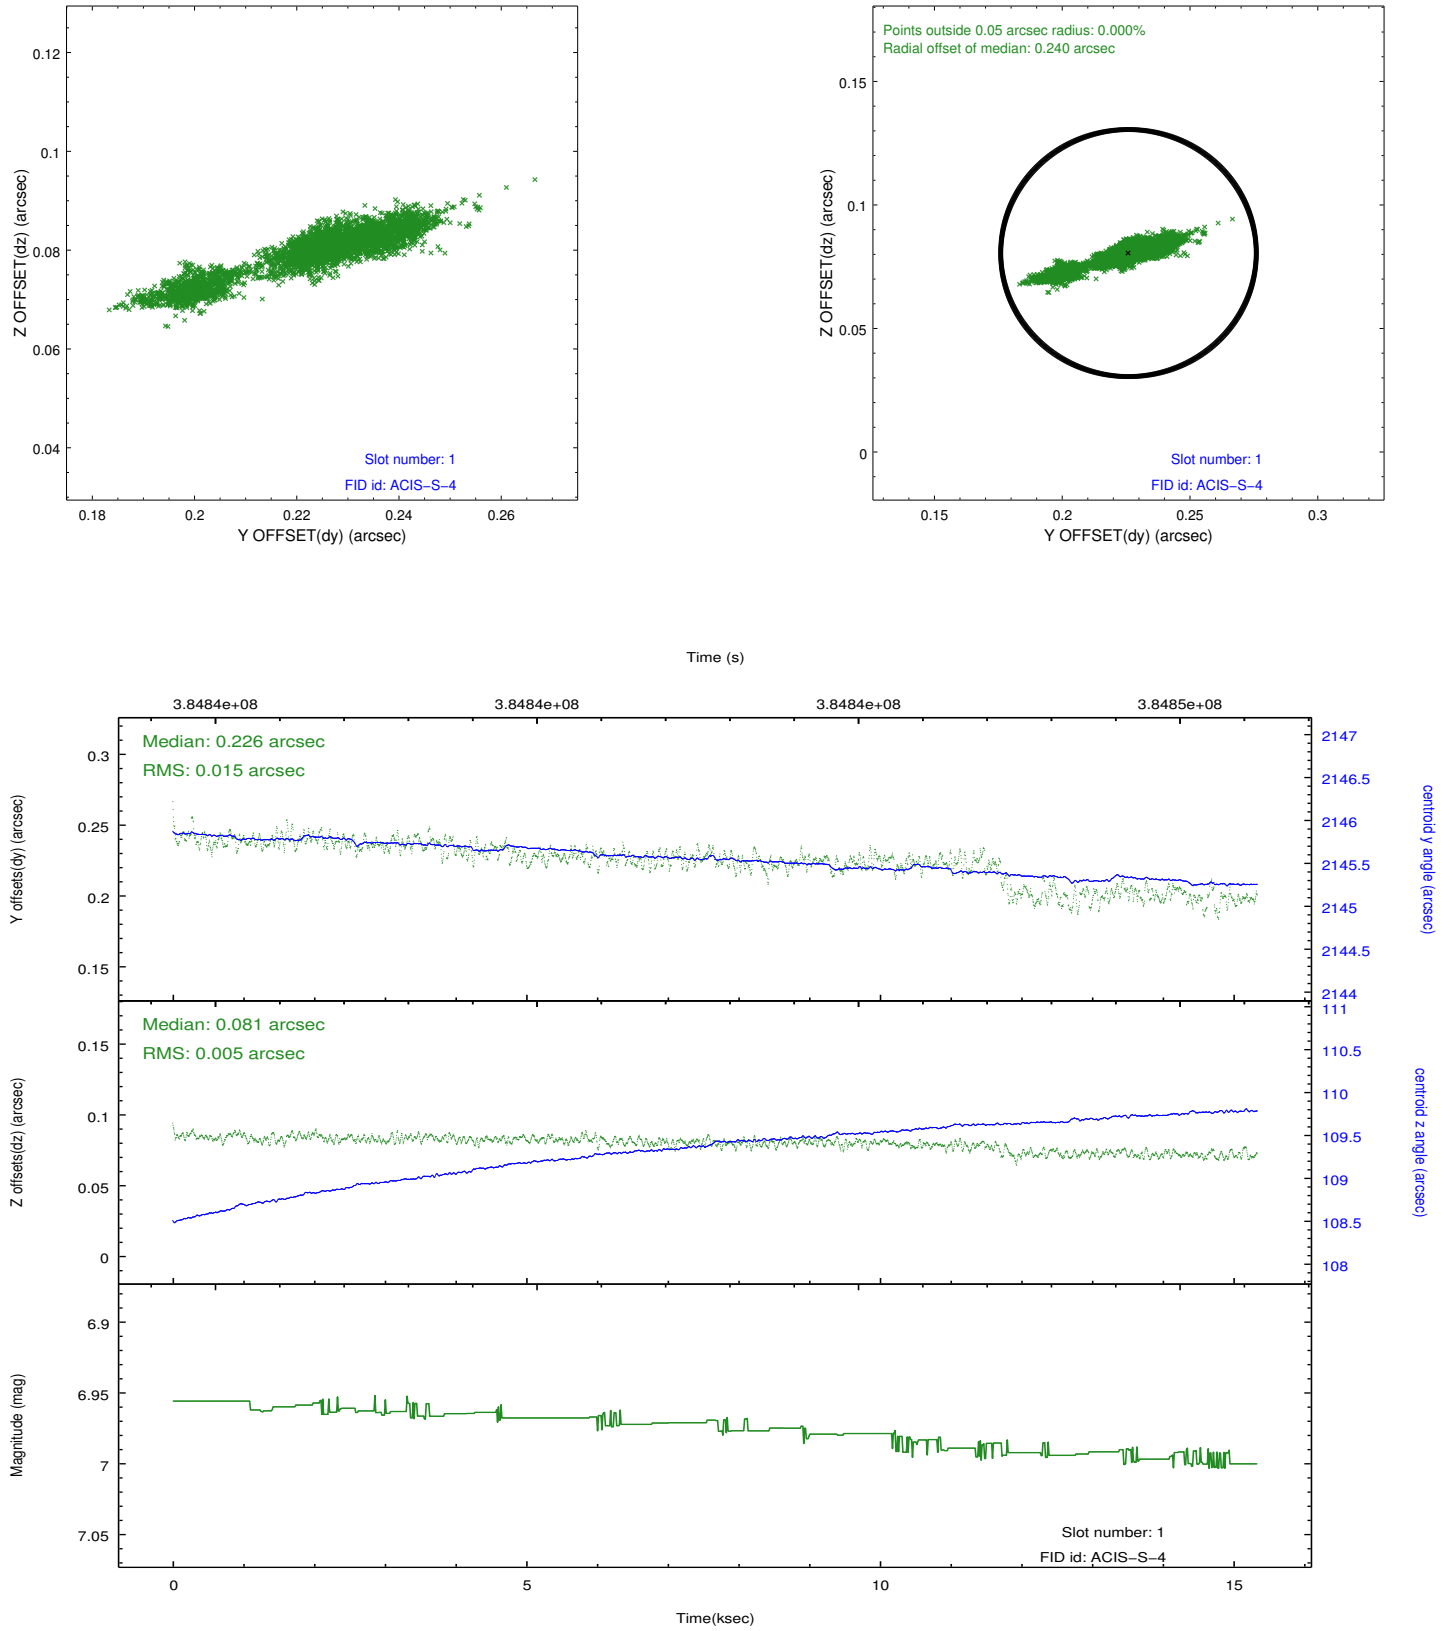 0.12
0.1
0.08
0.06
0.04
Z OFFSET(dz) (arcsec)
Slot number: 1
FID id: ACIS−S−4
0.18 0.2 0.22 0.24 0.26
Y OFFSET(dy) (arcsec)
Points outside 0.05 arcsec radius: 0.000%
Radial offset of median: 0.240 arcsec
0.15
0.1
0.05
0
Z OFFSET(dz) (arcsec)
Slot number: 1
FID id: ACIS−S−4
0.15 0.2 0.25 0.3
Y OFFSET(dy) (arcsec)
Time (s)
3.8484e+08 3.8484e+08 3.8484e+08 3.8485e+08
Median: 0.226 arcsec
RMS: 0.015 arcsec
0.3
0.25
0.2
0.15
Y offsets(dy) (arcsec)
2147
2146.5
2146
2145.5
2145
2144.5
2144
centroid y angle (arcsec)
Median: 0.081 arcsec
RMS: 0.005 arcsec
0.15
0.1
0.05
0
Z offsets(dz) (arcsec)
111
110.5
110
109.5
109
108.5
108
centroid z angle (arcsec)
6.9
6.95
7
7.05
Magnitude (mag)
Slot number: 1
FID id: ACIS−S−4
0 5 10 15
Time(ksec)